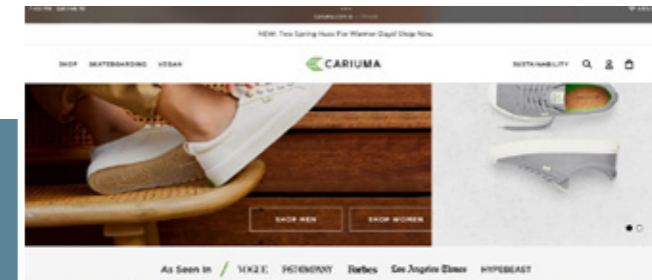 NEW: Two Spring Hues For Warmer Days! Shop Now.
SHOP SKATEBOARDING VEGAN CARIUMA SUSTAINABILITY
SHOP MEN SHOP WOMEN
As Seen In / VOGUE FASTCOMPANY Forbes Los Angeles Times HYPEBEAST